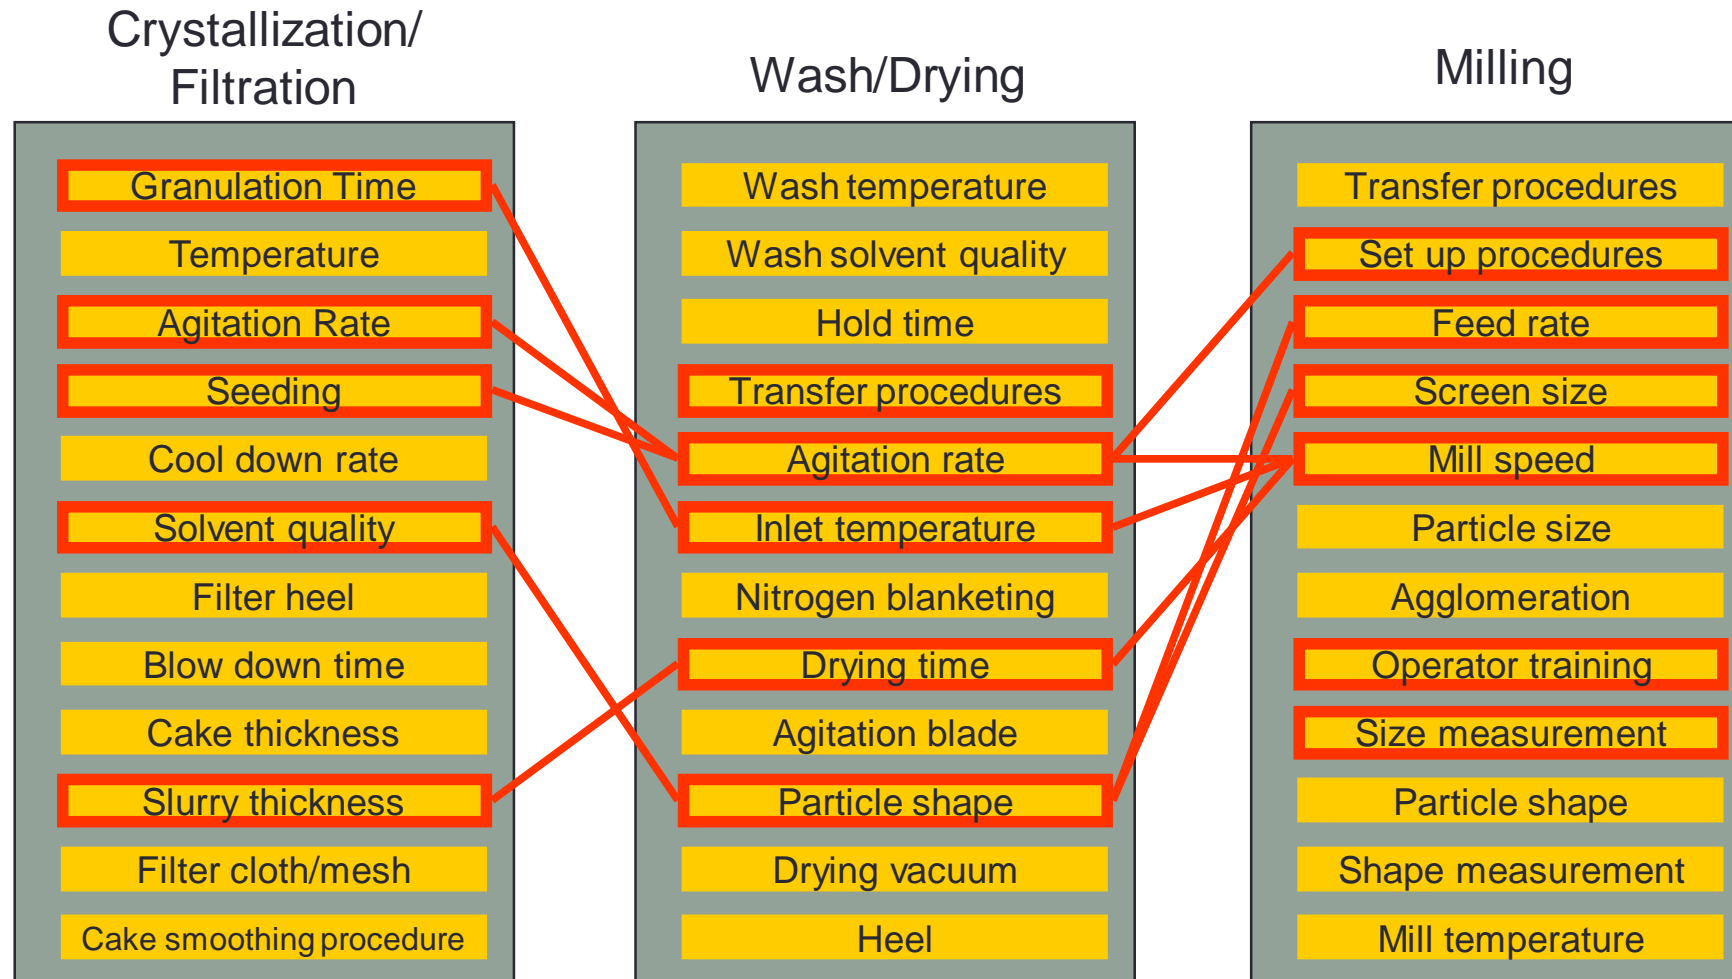 Crystallization/
Filtration
Granulation Time
Temperature
Agitation Rate
Seeding
Cool down rate
Solvent quality
Filter heel
Blow down time
Cake thickness
Slurry thickness
Filter cloth/mesh
Cake smoothing procedure
Wash/Drying
Wash temperature
Wash solvent quality
Hold time
Transfer procedures
Agitation rate
Inlet temperature
Nitrogen blanketing
Drying time
Agitation blade
Particle shape
Drying vacuum
Heel
Milling
Transfer procedures
Set up procedures
Feed rate
Screen size
Mill speed
Particle size
Agglomeration
Operator training
Size measurement
Particle shape
Shape measurement
Mill temperature